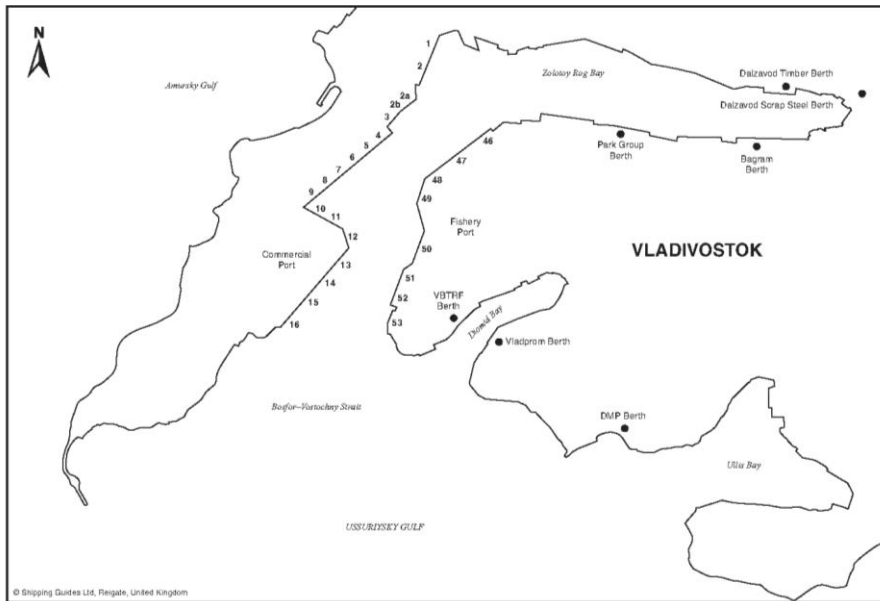 N
Amursky Gulf
1
2
2a
2b
3
4
5
6
7
8
9
10
11
12
13
14
15
16
Commercial
Port
Zolotoy Rog Bay
Dalzavod Timber Berth
Dalzavod Scrap Steel Berth
Park Group
Berth
Bagram
Berth
46
47
48
49
50
51
52
53
Fishery
Port
VLADIVOSTOK
VBTRF
Berth
Diomid Bay
Vladprom Berth
Bosfor-Vostochny Strait
DMP Berth
Uliss Bay
USSURIYSKY GULF
© Shipping Guides Ltd, Reigate, United Kingdom